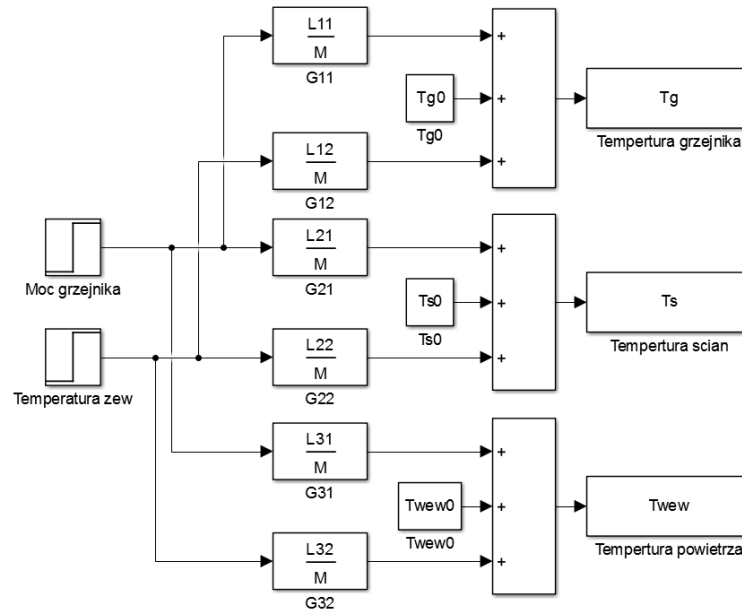 L11
M
G11
+
Tg0
Tg0
+
Tg
Tempertura grzejnika
L12
M
G12
+
Moc grzejnika
L21
M
G21
+
Ts0
Ts0
+
Ts
Tempertura scian
Temperatura zew
L22
M
G22
+
L31
M
G31
+
Twew0
Twew0
+
Twew
Tempertura powietrza
L32
M
G32
+